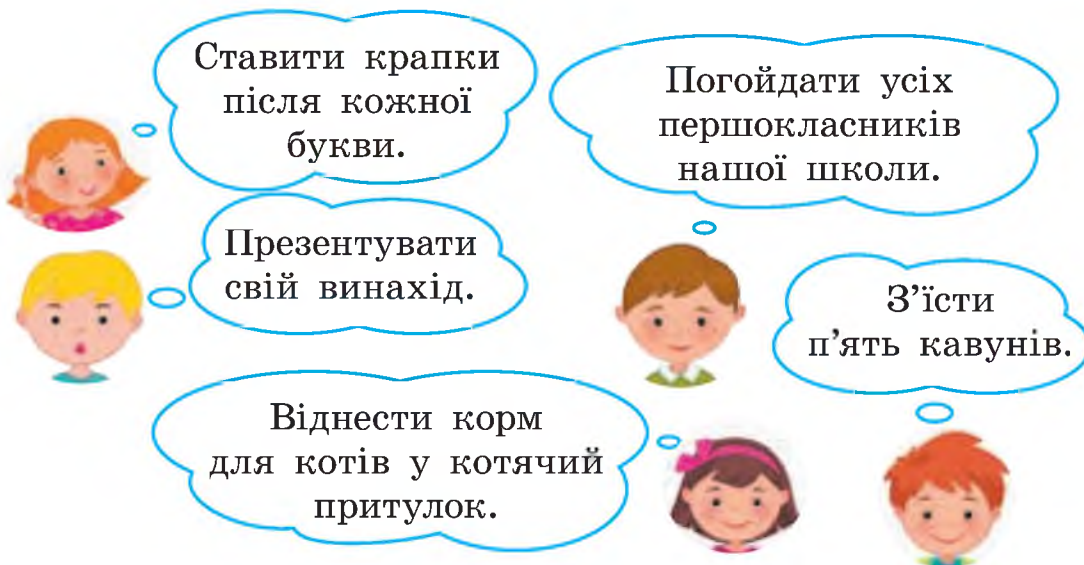 Ставити крапки
після кожної
букви.
Погойдати усіх
першокласників
нашої школи.
Презентувати
свій винахід.
З’їсти
п’ять кавунів.
Віднести корм
для котів у котячий
притулок.